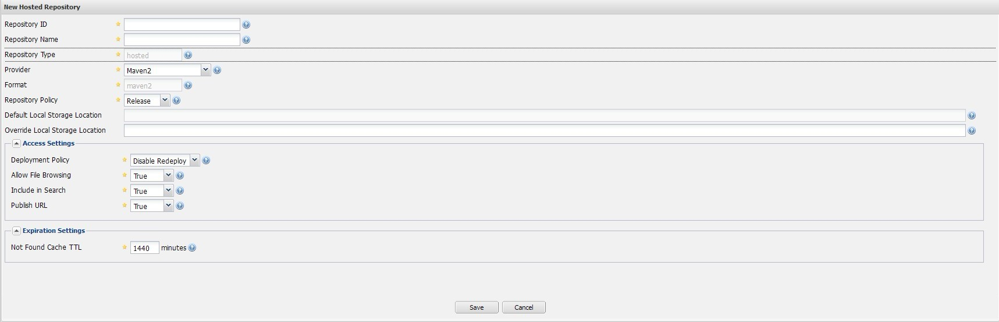 New Hosted Repository
Repository ID
Repository Name
Repository Type hosted
Provider Maven2
Format maven2
Repository Policy Release
Default Local Storage Location
Override Local Storage Location
Access Settings
Deployment Policy Disable Redeploy
Allow File Browsing True
Include in Search True
Publish URL True
Expiration Settings
Not Found Cache TTL 1440 minutes
Save Cancel